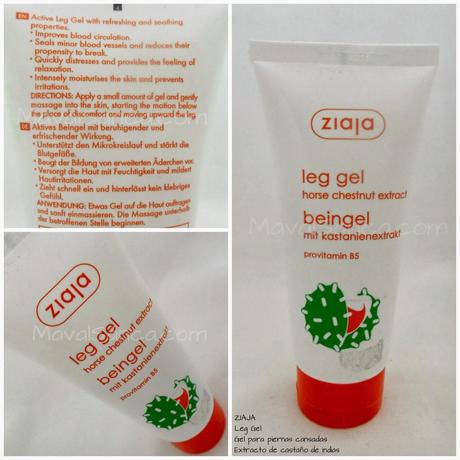 EN Active Leg Gel with refreshing and soothing
properties.
• Improves blood circulation.
• Seals minor blood vessels and reduces their
propensity to break.
• Quickly distresses and provides the feeling of
relaxation.
• Intensely moisturises the skin and prevents
irritations.
DIRECTIONS: Apply a small amount of gel and gently
massage into the skin, starting the motion below
the place of discomfort and moving upward the leg.
DE Aktives Beingel mit beruhigender und
erfrischender Wirkung.
• Unterstützt den Mikrokreislauf und stärkt die
Blutgefäße.
• Beugt der Bildung von erweiterten Äderchen vor.
• Versorgt die Haut mit Feuchtigkeit und mildert
Hautirritationen.
• Zieht schnell ein und hinterlässt kein klebriges
Gefühl.
ANWENDUNG: Etwas Gel auf die Haut auftragen
und sanft einmassieren. Die Massage unterhalb
der betroffenen Stelle beginnen.
ziaja
leg gel
horse chestnut extract
beingel
mit kastanienextrakt
provitamin B5
ziaja
leg gel
horse chestnut extract
beingel
mit kastanienextrakt
provitamin B5
ZIAJA
Leg Gel
Gel para piernas cansadas
Extracto de castaño de indias